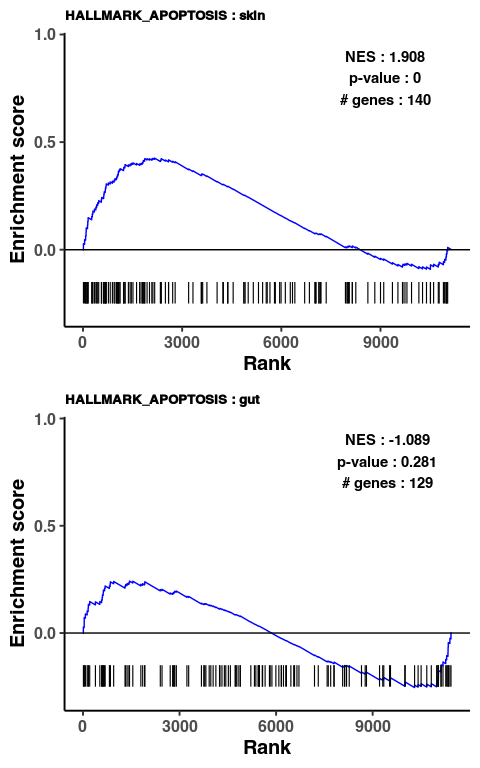 HALLMARK_APOPTOSIS : skin
1.0
NES : 1.908
p-value : 0
# genes : 140
0.5
Enrichment score
0.0
0 3000 6000 9000
Rank
HALLMARK_APOPTOSIS : gut
1.0
NES : -1.089
p-value : 0.281
# genes : 129
0.5
Enrichment score
0.0
0 3000 6000 9000
Rank